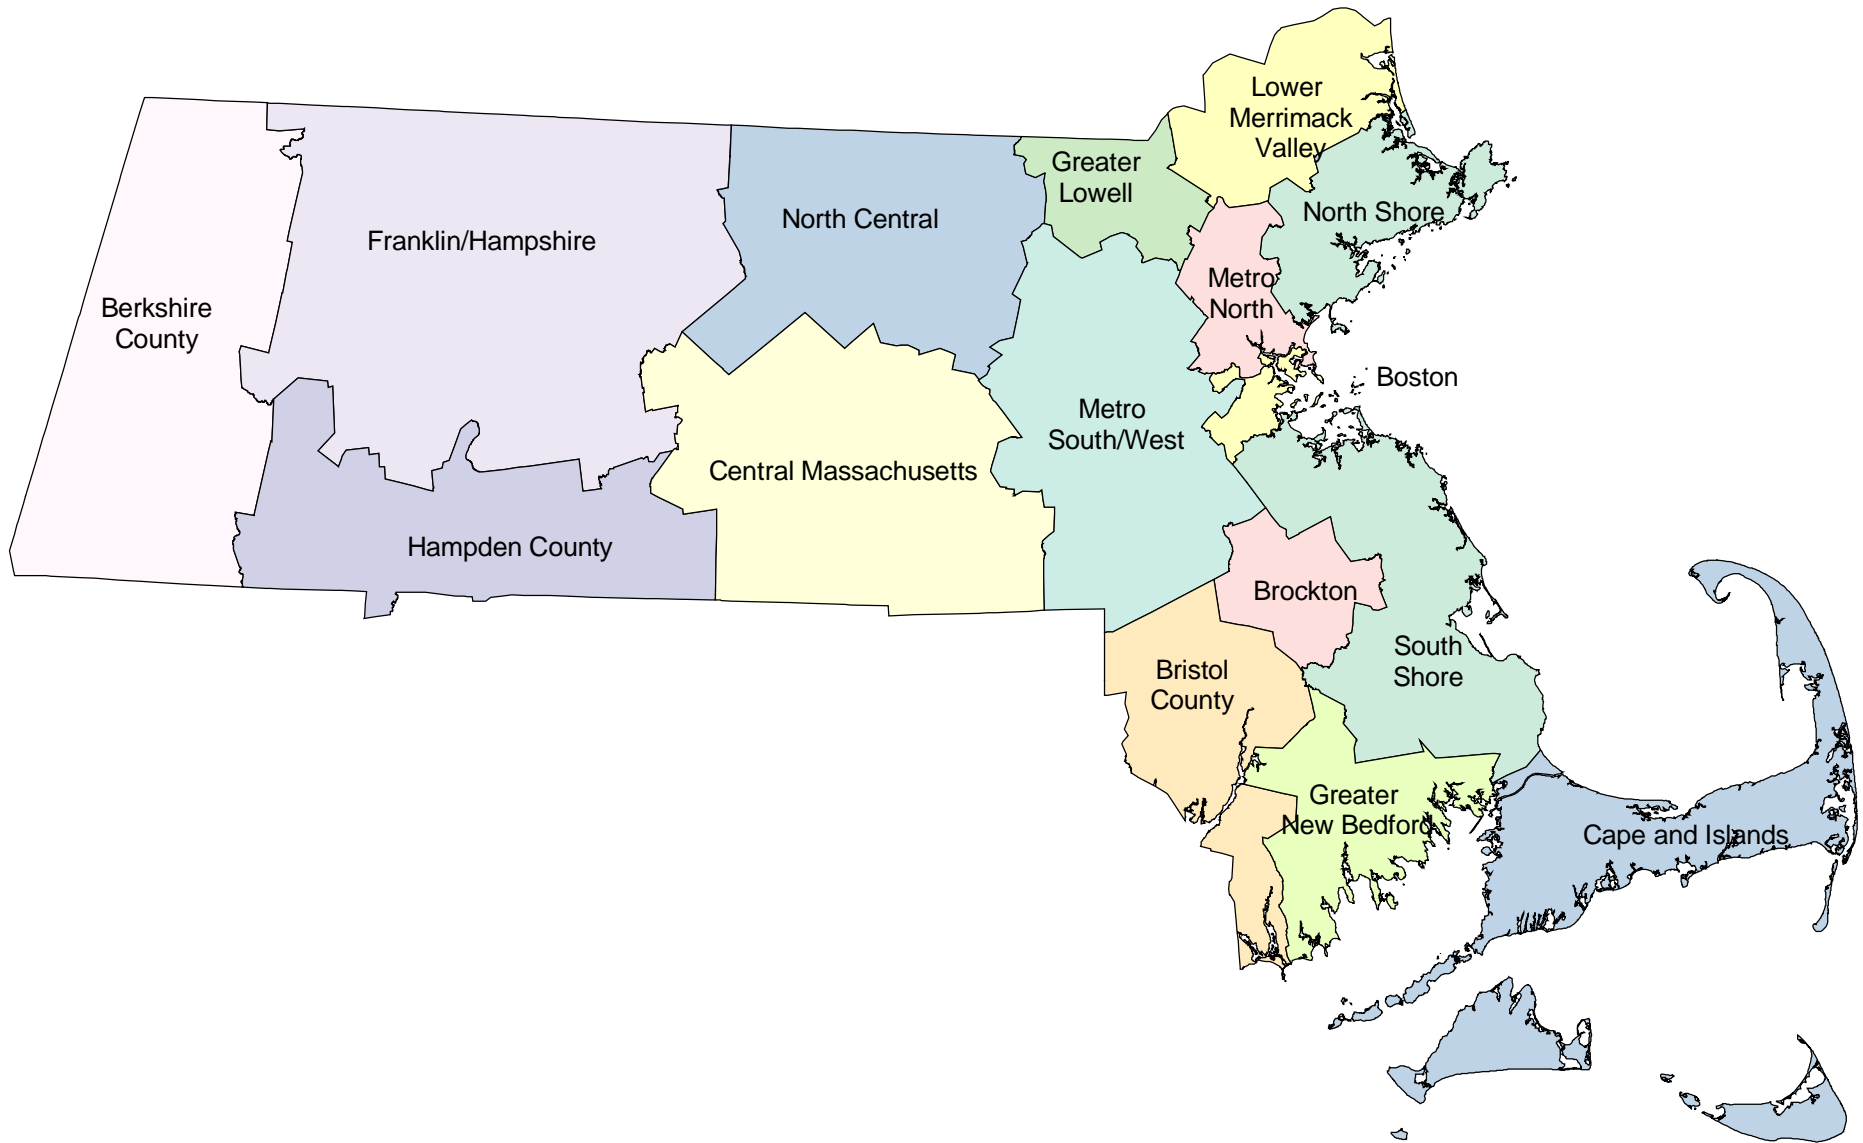 Lower
Merrimack
Valley
Greater
Lowell
North Shore
North Central
Franklin/Hampshire
Metro
North
Berkshire
County
Boston
Metro
South/West
Central Massachusetts
Hampden County
Brockton
South
Shore
Bristol
County
Greater
New Bedford
Cape and Islands